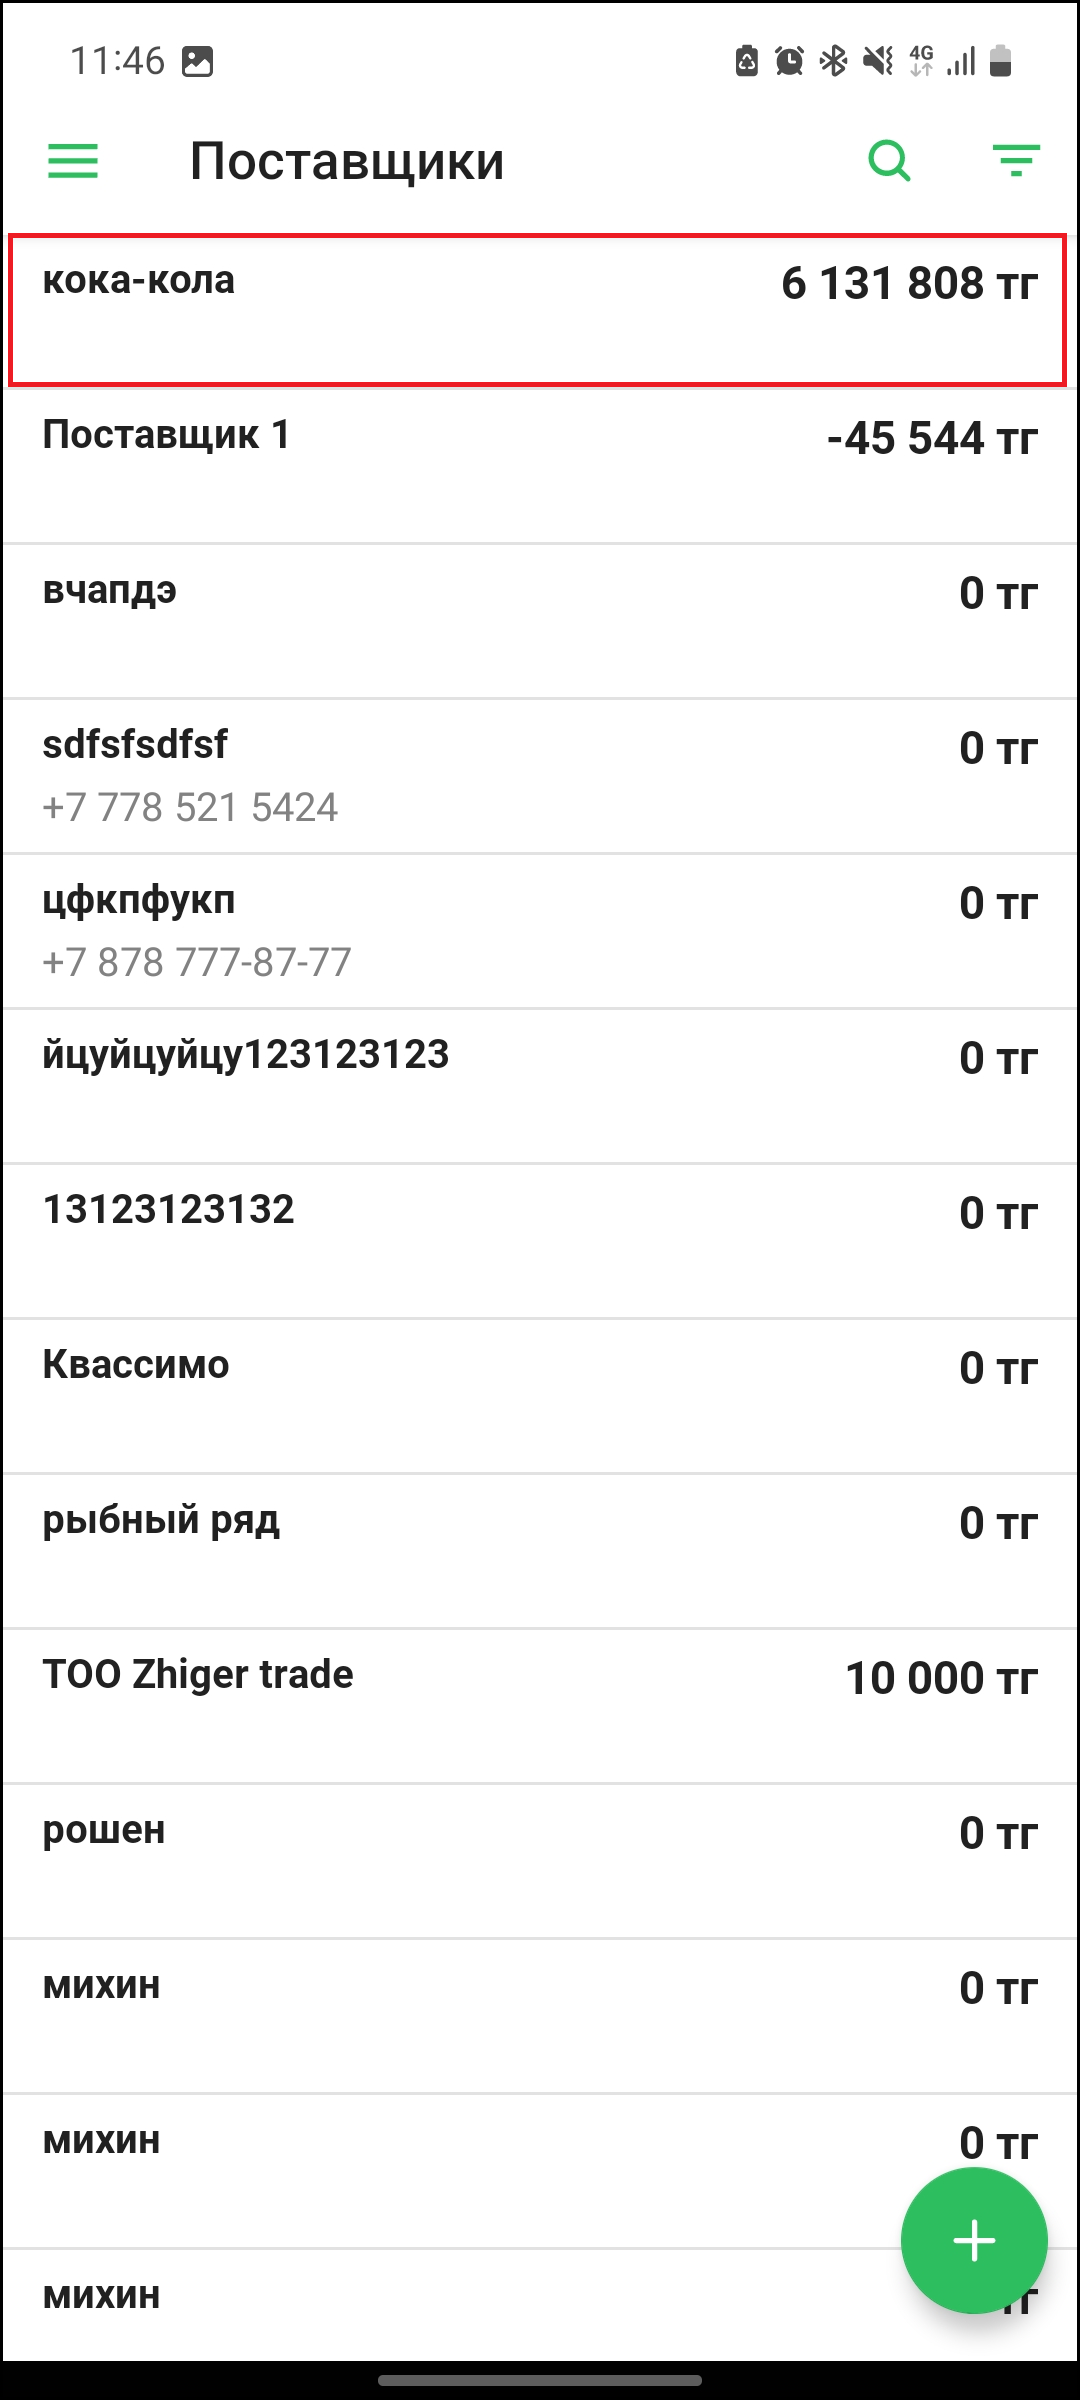 11:46
4G
Поставщики
кока-кола
6 131 808 тг
Поставщик 1
-45 544 тг
вчапдэ
0 тг
sdfsfsdfsf
0 тг
+7 778 521 5424
цфкпфукп
0 тг
+7 878 777-87-77
йцуйцуйцу123123123
0 тг
13123123132
0 тг
Квассимо
0 тг
рыбный ряд
0 тг
ТОО Zhiger trade
10 000 тг
рошен
0 тг
михин
0 тг
михин
0 тг
михин